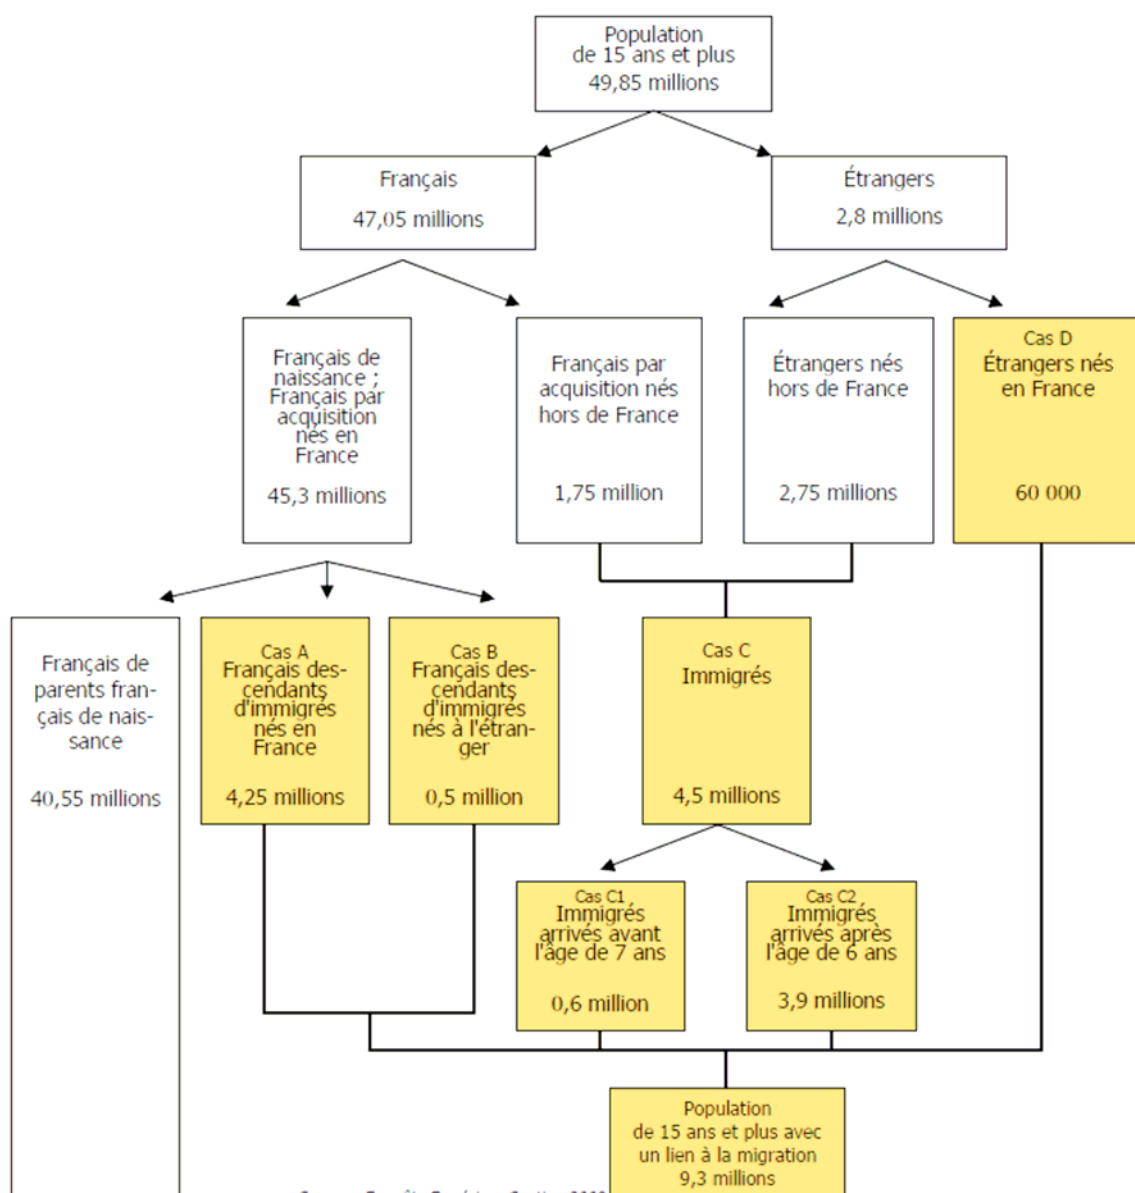 Population
de 15 ans et plus
49,85 millions
Français
47,05 millions
Étrangers
2,8 millions
Français de
naissance ;
Français par
acquisition
nés en
France
45,3 millions
Français par
acquisition nés
hors de France
1,75 million
Étrangers nés
hors de France
2,75 millions
Cas D
Étrangers nés
en France
60 000
Français de
parents fran-
çais de nais-
sance
40,55 millions
Cas A
Français des-
cendants
d'immigrés
nés en
France
4,25 millions
Cas B
Français des-
cendants
d'immigrés
nés à l'étran-
ger
0,5 million
Cas C
Immigrés
4,5 millions
Cas C1
Immigrés
arrivés avant
l'âge de 7 ans
0,6 million
Cas C2
Immigrés
arrivés après
l'âge de 6 ans
3,9 millions
Population
de 15 ans et plus avec
un lien à la migration
9,3 millions